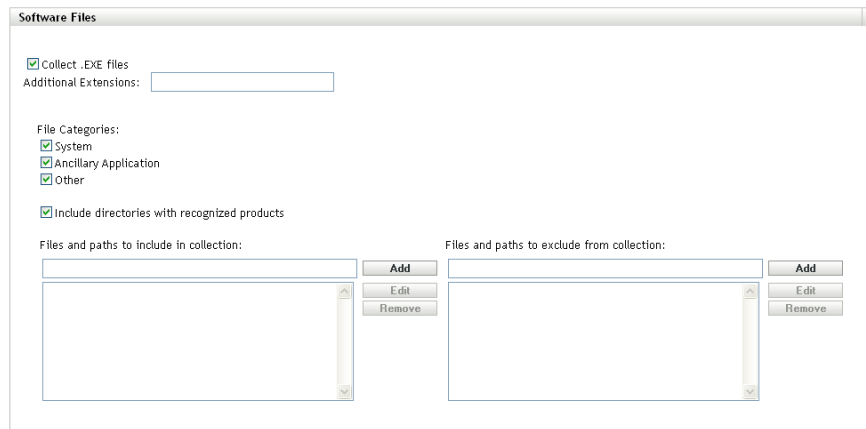 Software Files
Collect .EXE files
Additional Extensions:
File Categories:
System
Ancillary Application
Other
Include directories with recognized products
Files and paths to include in collection:
Files and paths to exclude from collection:
Add
Add
Edit
Edit
Remove
Remove